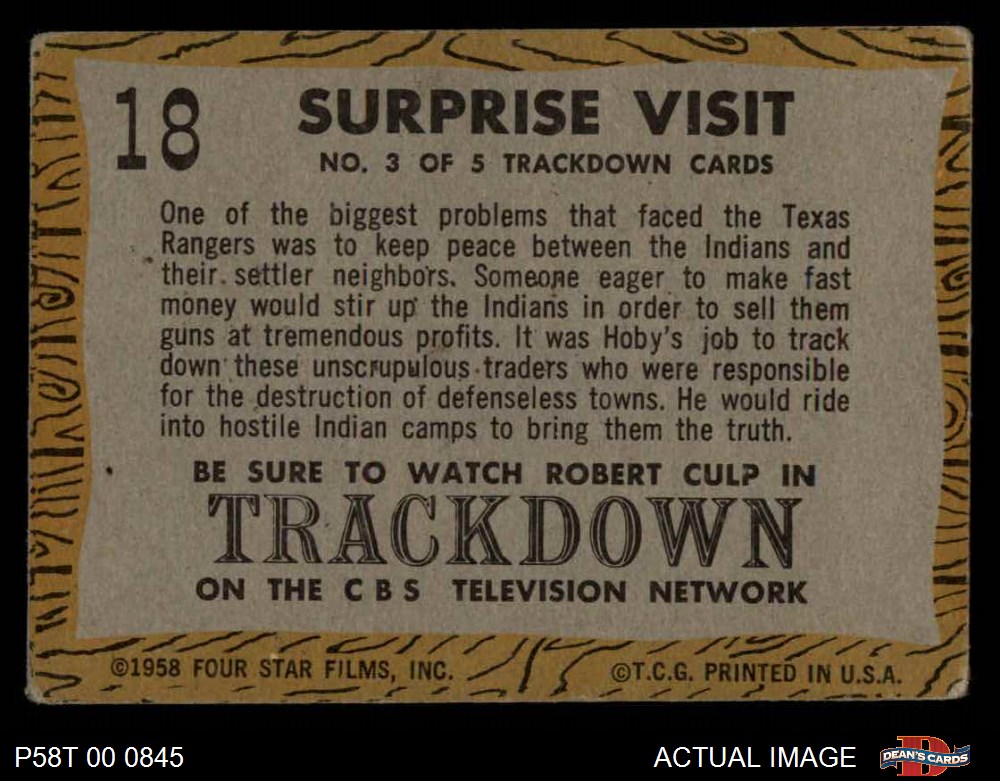 18
SURPRISE VISIT
NO. 3 OF 5 TRACKDOWN CARDS
One of the biggest problems that faced the Texas
Rangers was to keep peace between the Indians and
their settler neighbors. Someone eager to make fast
money would stir up the Indians in order to sell them
guns at tremendous profits. It was Hoby's job to track
down these unscrupulous traders who were responsible
for the destruction of defenseless towns. He would ride
into hostile Indian camps to bring them the truth.
BE SURE TO WATCH ROBERT CULP IN
TRACKDOWN
ON THE CBS TELEVISION NETWORK
©1958 FOUR STAR FILMS, INC.
©T.C.G. PRINTED IN U.S.A.
P58T 00 0845
ACTUAL IMAGE
D
DEAN'S CARDS